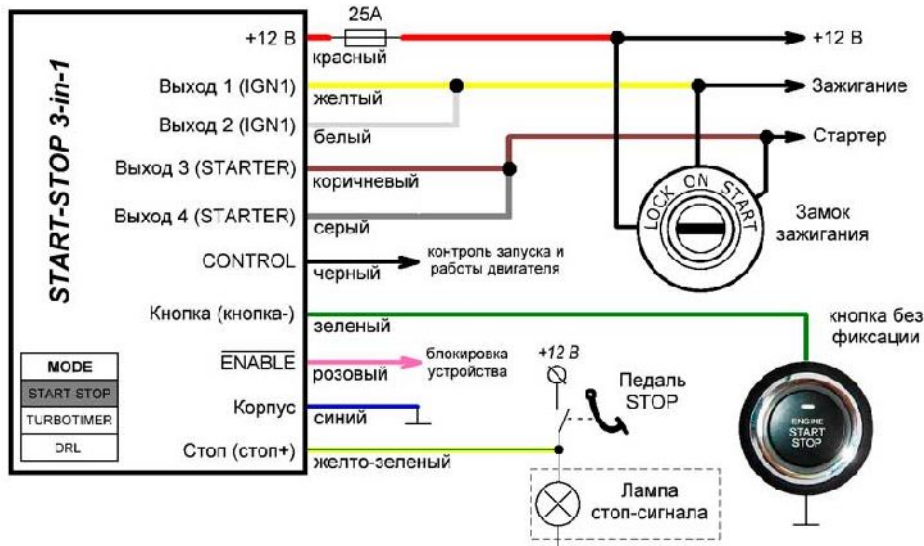 START-STOP 3-in-1
25А
+12 В
красный
+12 В
Выход 1 (IGN1)
желтый
Зажигание
Выход 2 (IGN1)
белый
Стартер
Выход 3 (STARTER)
коричневый
LOCK ON START
Выход 4 (STARTER)
серый
Замок
зажигания
CONTROL
черный
контроль запуска и
работы двигателя
Кнопка (кнопка-)
зеленый
кнопка без
фиксации
ENABLE
розовый
блокировка
устройства
+12 В
Педаль
STOP
MODE
START STOP
TURBOTIMER
DRL
Корпус
синий
ENGINE
START
STOP
Стоп (стоп+)
желто-зеленый
Лампа
стоп-сигнала